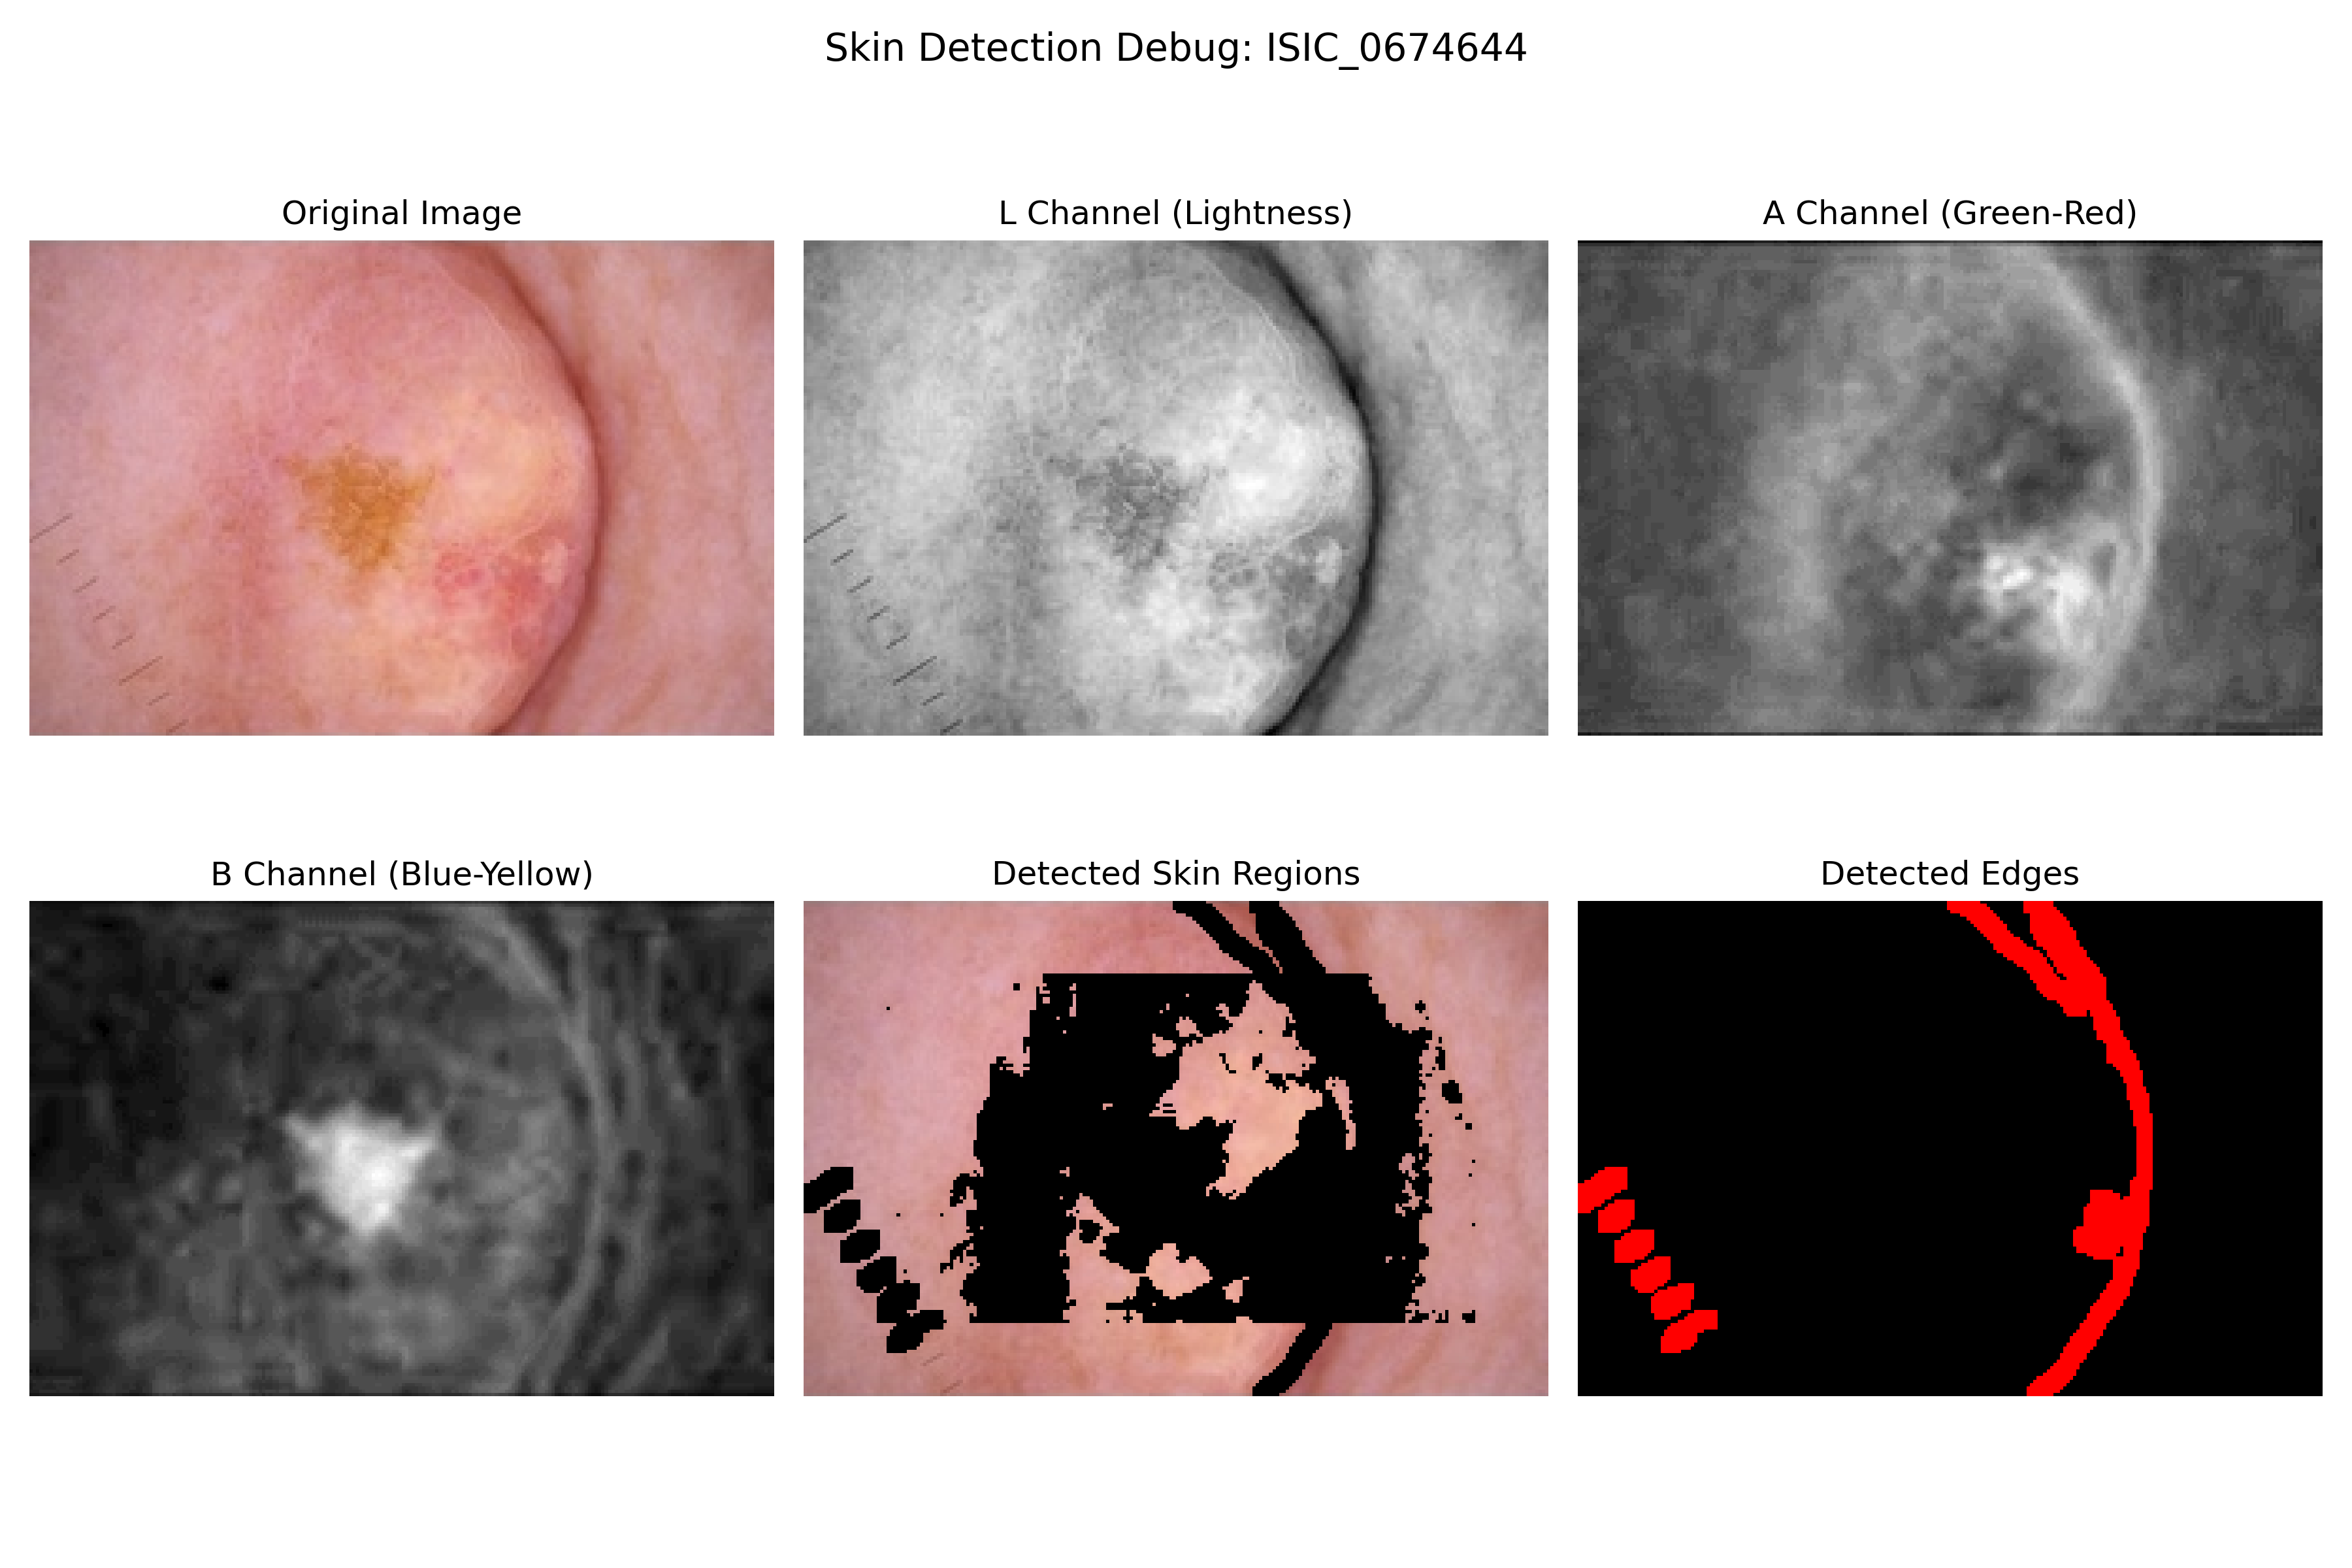 Skin Detection Debug: ISIC_0674644
Original Image
L Channel (Lightness)
A Channel (Green-Red)
B Channel (Blue-Yellow)
Detected Skin Regions
Detected Edges